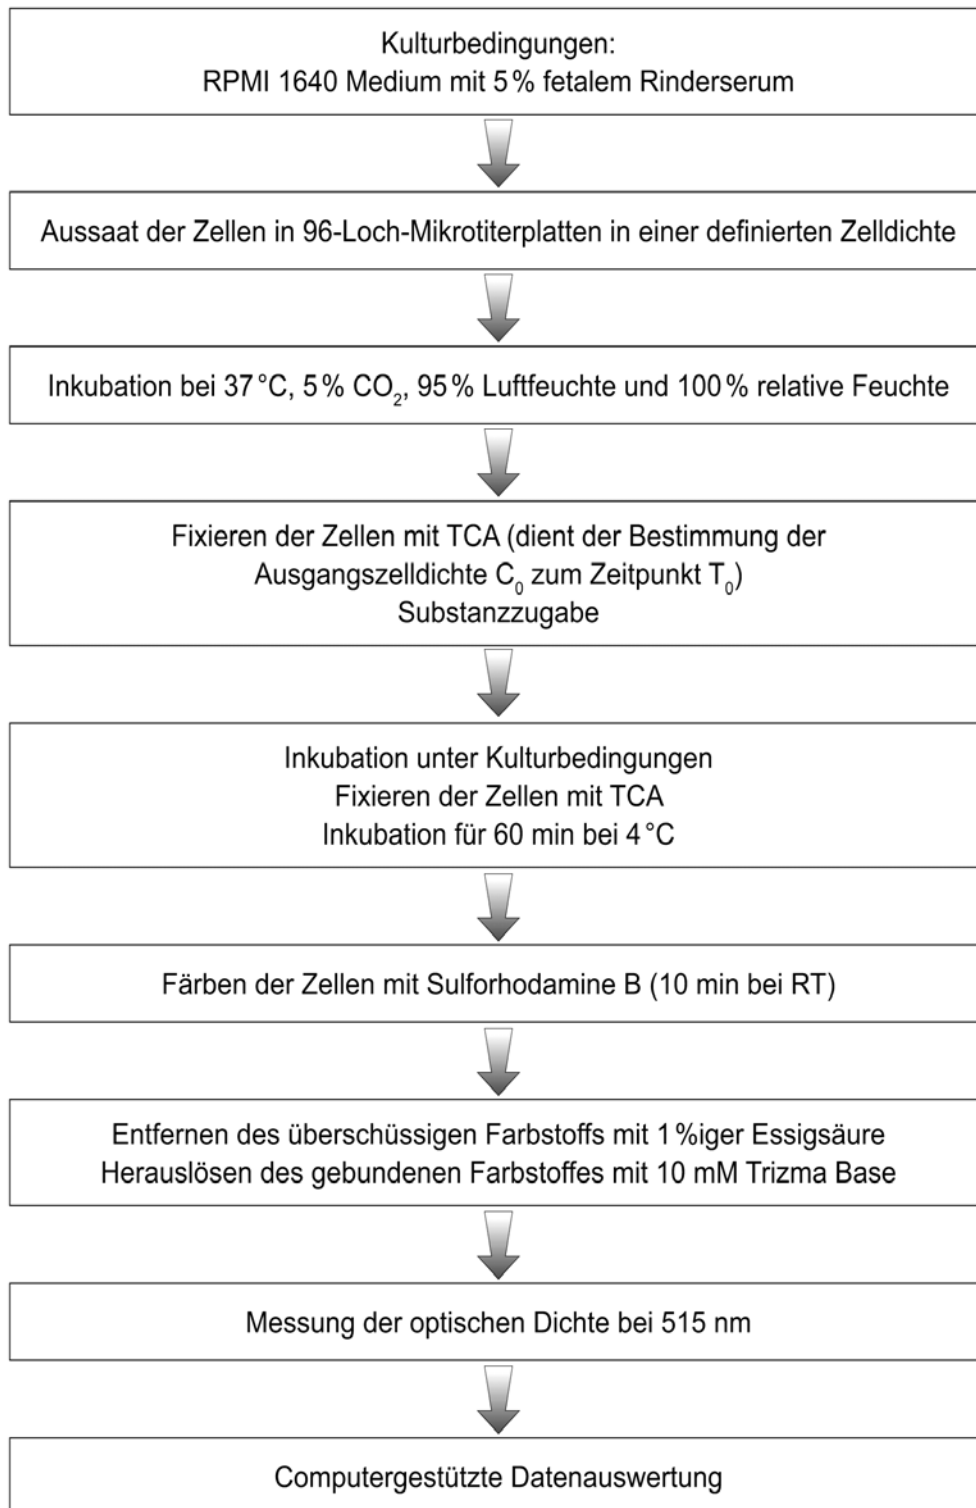 Kulturbedingungen:
RPMI 1640 Medium mit 5 % fetalem Rinderserum
Aussaat der Zellen in 96-Loch-Mikrotiterplatten in einer definierten Zelldichte
Inkubation bei 37 °C, 5 % CO₂, 95 % Luftfeuchte und 100 % relative Feuchte
Fixieren der Zellen mit TCA (dient der Bestimmung der
Ausgangszelldichte C₀ zum Zeitpunkt T₀)
Substanzzugabe
Inkubation unter Kulturbedingungen
Fixieren der Zellen mit TCA
Inkubation für 60 min bei 4 °C
Färben der Zellen mit Sulforhodamine B (10 min bei RT)
Entfernen des überschüssigen Farbstoffs mit 1 %iger Essigsäure
Herauslösen des gebundenen Farbstoffes mit 10 mM Trizma Base
Messung der optischen Dichte bei 515 nm
Computergestützte Datenauswertung